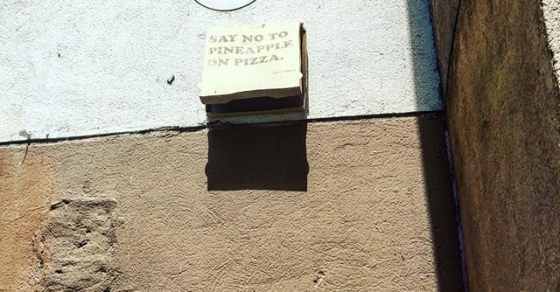 SAY NO TO
PINEAPPLE
ON PIZZA.